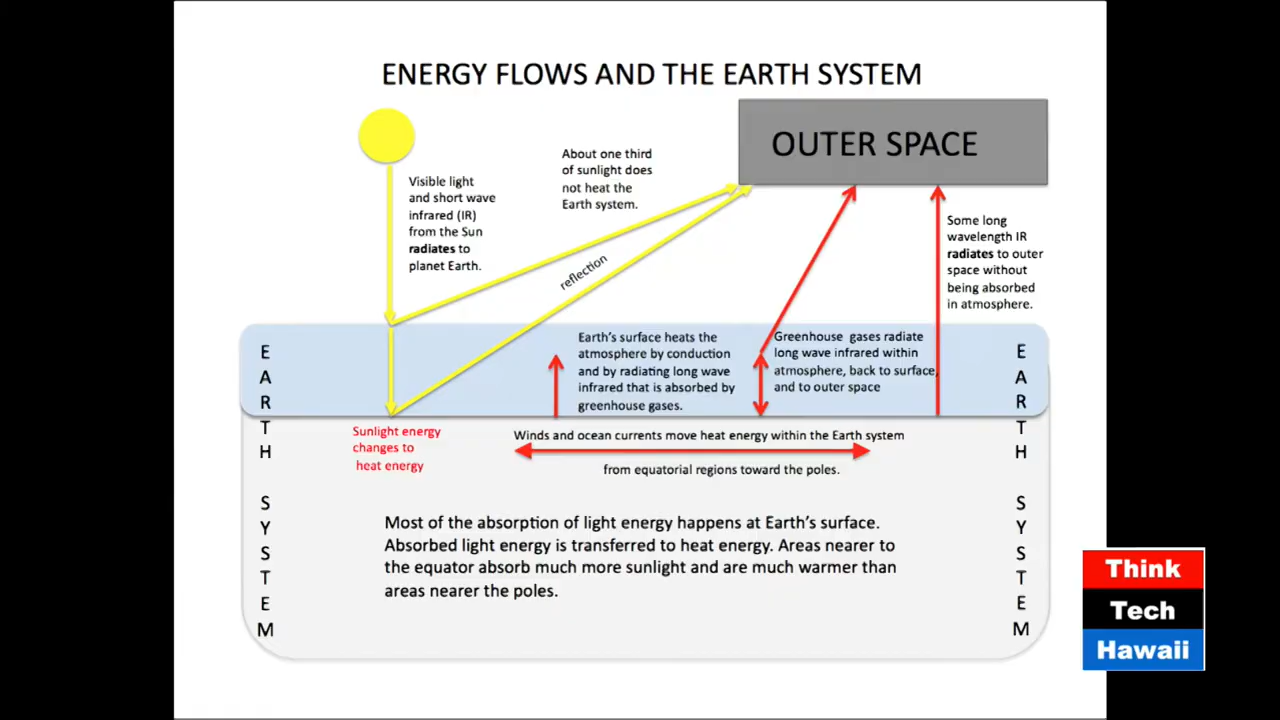 ENERGY FLOWS AND THE EARTH SYSTEM
OUTER SPACE
About one third
of sunlight does
not heat the
Earth system.
Visible light
and short wave
infrared (IR)
from the Sun
radiates to
planet Earth.
reflection
Some long
wavelength IR
radiates to outer
space without
being absorbed
in atmosphere.
Earth's surface heats the
atmosphere by conduction
and by radiating long wave
infrared that is absorbed by
greenhouse gases.
Greenhouse gases radiate
long wave infrared within
atmosphere, back to surface,
and to outer space
E
A
R
T
H
S
Y
S
T
E
M
E
A
R
T
H
S
Y
S
T
E
M
Sunlight energy
changes to
heat energy
Winds and ocean currents move heat energy within the Earth system
from equatorial regions toward the poles.
Most of the absorption of light energy happens at Earth's surface.
Absorbed light energy is transferred to heat energy. Areas nearer to
the equator absorb much more sunlight and are much warmer than
areas nearer the poles.
Think
Tech
Hawaii